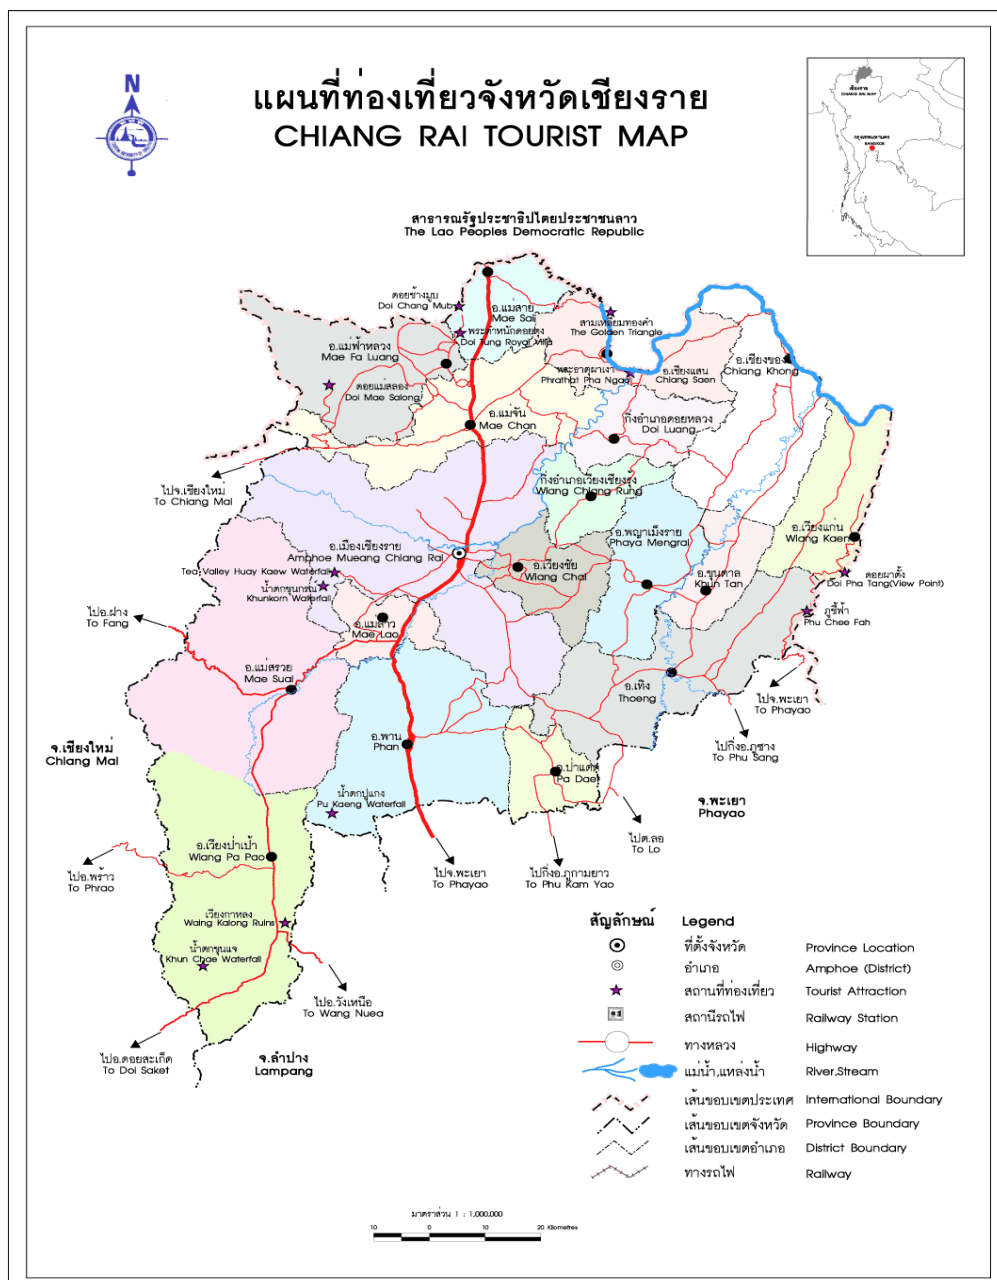 N
แผนที่ท่องเที่ยวจังหวัดเชียงราย
CHIANG RAI TOURIST MAP
เชียงราย
CHIANG RAI MAP
กรุงเทพมหานคร
BANGKOK
สาธารณรัฐประชาธิปไตยประชาชนลาว
The Lao Peoples Democratic Republic
ดอยช้างมูบ
Doi Chang Mub
อ.แม่สาย
Mae Sai
สามเหลี่ยมทองคำ
The Golden Triangle
พระตำหนักดอยตุง
Doi Tung Royal Villa
อ.แม่ฟ้าหลวง
Mae Fa Luang
อ.เชียงของ
Chiang Khong
พระธาตุผาเงา
Phrathat Pha Ngao
อ.เชียงแสน
Chiang Saen
ดอยแม่สลอง
Doi Mae Salong
อ.แม่จัน
Mae Chan
กิ่งอำเภอดอยหลวง
Doi Luang
ไปจ.เชียงใหม่
To Chiang Mai
กิ่งอำเภอเวียงเชียงรุ้ง
Wiang Chiang Rung
อ.เวียงแก่น
Wiang Kaen
อ.พญาเม็งราย
Phaya Mengrai
อ.เมืองเชียงราย
Amphoe Mueang Chiang Rai
อ.เวียงชัย
Wiang Chai
อ.ขุนตาล
Khun Tan
ดอยผาตั้ง
Doi Pha Tang(View Point)
Tea Valley Huay Kaew Waterfall
น้ำตกขุนกรณ์
Khunkorn Waterfall
ภูชี้ฟ้า
Phu Chee Fah
ไปอ.ฝาง
To Fang
อ.แม่ลาว
Mae Lao
อ.แม่สรวย
Mae Suai
อ.เทิง
Thoeng
ไปจ.พะเยา
To Phayao
อ.พาน
Phan
ไปกิ่งอ.ภูซาง
To Phu Sang
จ.เชียงใหม่
Chiang Mai
อ.ป่าแดด
Pa Daet
น้ำตกปูแกง
Pu Kaeng Waterfall
จ.พะเยา
Phayao
ไปต.ลอ
To Lo
อ.เวียงป่าเป้า
Wiang Pa Pao
ไปอ.พร้าว
To Phrao
ไปจ.พะเยา
To Phayao
ไปกิ่งอ.ภูกามยาว
To Phu Kam Yao
เวียงกาหลง
Waing Kalong Ruins
น้ำตกขุนแจ
Khun Chae Waterfall
ไปอ.วังเหนือ
To Wang Nuea
ไปอ.ดอยสะเก็ด
To Doi Saket
จ.ลำปาง
Lampang
สัญลักษณ์ Legend
ที่ตั้งจังหวัด Province Location
อำเภอ Amphoe (District)
สถานที่ท่องเที่ยว Tourist Attraction
สถานีรถไฟ Railway Station
ทางหลวง Highway
แม่น้ำ,แหล่งน้ำ River,Stream
เส้นขอบเขตประเทศ International Boundary
เส้นขอบเขตจังหวัด Province Boundary
เส้นขอบเขตอำเภอ District Boundary
ทางรถไฟ Railway
มาตราส่วน 1 : 1,000,000
10 0 10 20 Kilometres